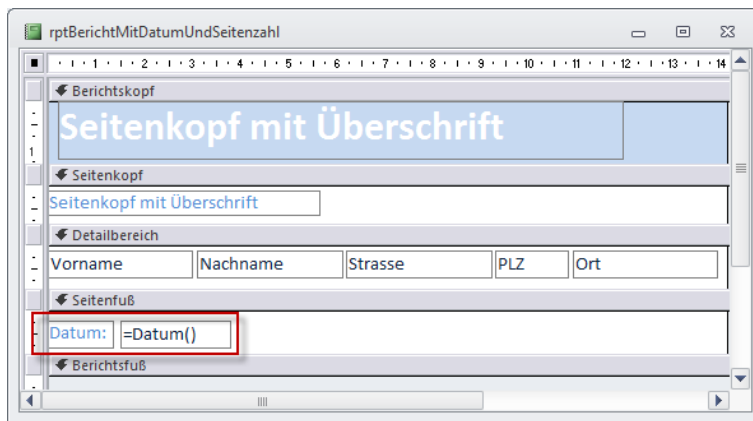 rptBerichtMitDatumUndSeitenzahl
1 2 3 4 5 6 7 8 9 10 11 12 13 14
Berichtskopf
Seitenkopf mit Überschrift
1
Seitenkopf
Seitenkopf mit Überschrift
Detailbereich
Vorname Nachname Strasse PLZ Ort
Seitenfuß
Datum: =Datum()
Berichtsfuß